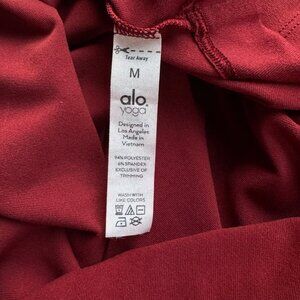 Tear Away
M
alo
yoga
Designed in
Los Angeles
Made in
Vietnam
94% POLYESTER
6% SPANDEX
EXCLUSIVE OF
TRIMMING
WASH WITH
LIKE COLORS